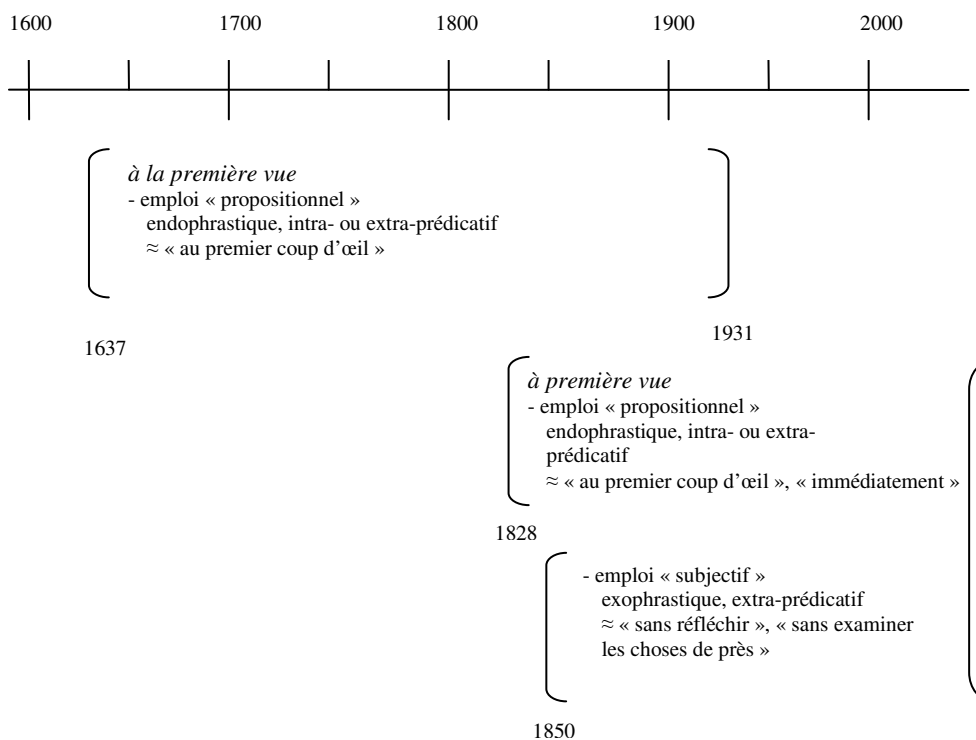 1600 1700 1800 1900 2000
à la première vue
- emploi « propositionnel »
endophrastique, intra- ou extra-prédicatif
≈ « au premier coup d’œil »
1637
1931
à première vue
- emploi « propositionnel »
endophrastique, intra- ou extra-
prédicatif
≈ « au premier coup d’œil », « immédiatement »
1828
- emploi « subjectif »
exophrastique, extra-prédicatif
≈ « sans réfléchir », « sans examiner
les choses de près »
1850